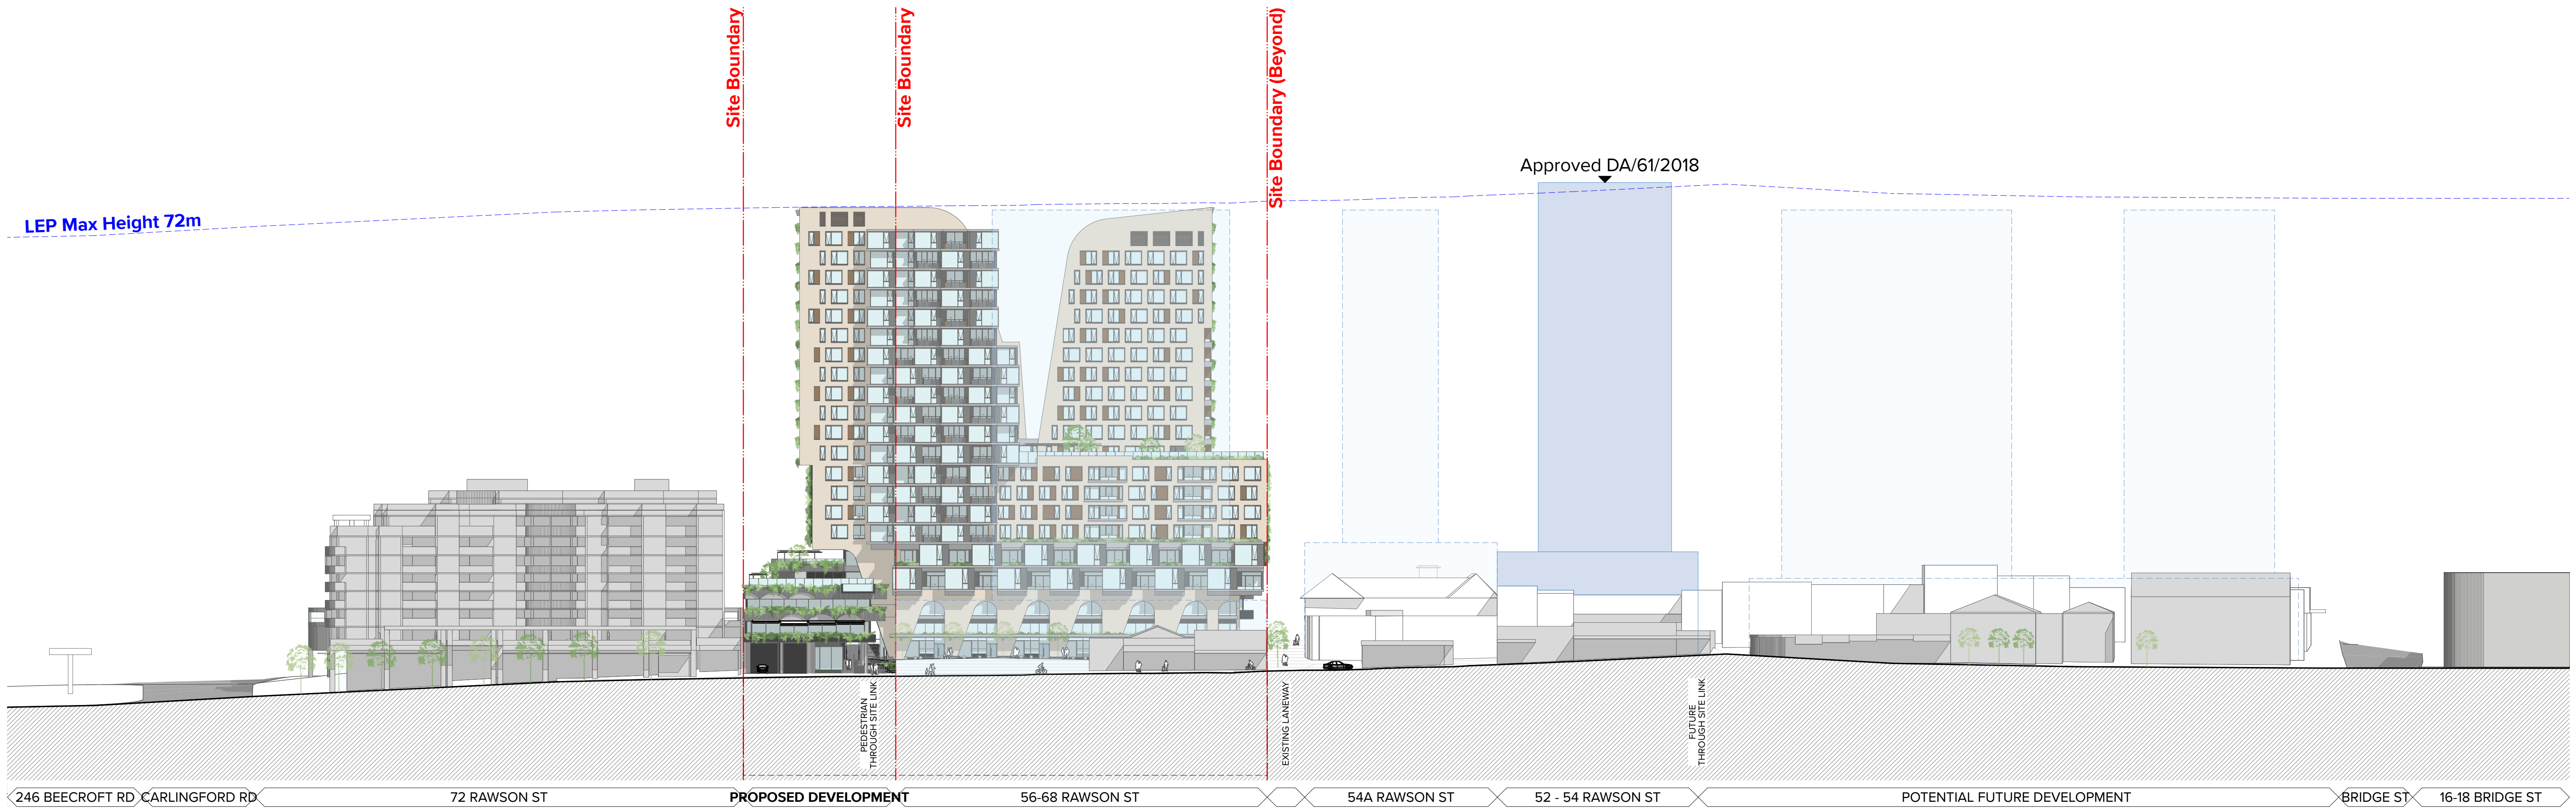 Site Boundary
Site Boundary
Site Boundary (Beyond)
Approved DA/61/2018
LEP Max Height 72m
PEDESTRIAN
THROUGH SITE LINK
EXISTING LANEWAY
FUTURE
THROUGH SITE LINK
246 BEECROFT RD
CARLINGFORD RD
72 RAWSON ST
PROPOSED DEVELOPMENT
56-68 RAWSON ST
54A RAWSON ST
52 - 54 RAWSON ST
POTENTIAL FUTURE DEVELOPMENT
BRIDGE ST
16-18 BRIDGE ST